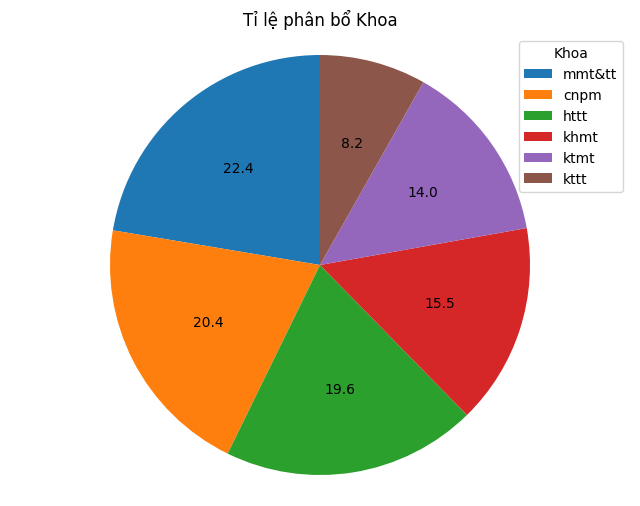 Tỉ lệ phân bổ Khoa
Khoa
mmt&tt
cnpm
httt
khmt
ktmt
kttt
22.4
8.2
14.0
15.5
20.4
19.6